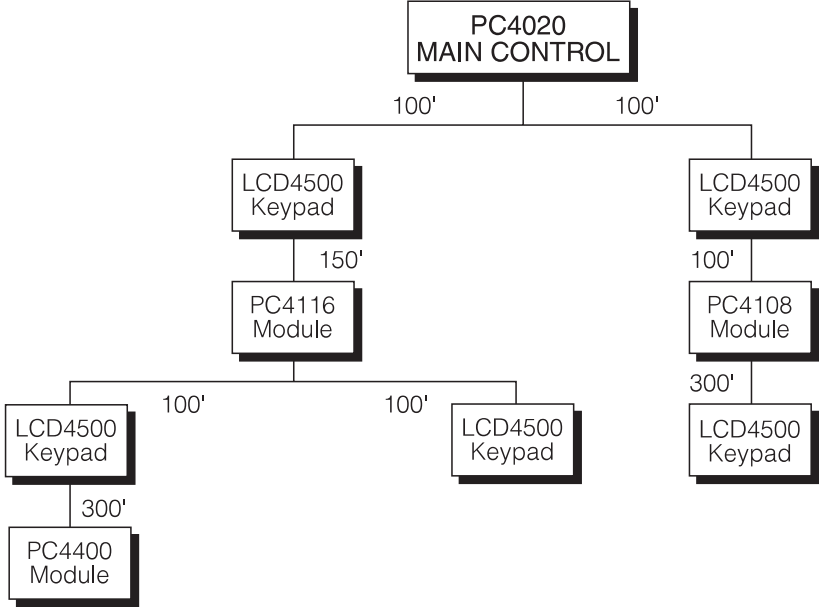 PC4020
MAIN CONTROL
100' 100'
LCD4500
Keypad
LCD4500
Keypad
150'
100'
PC4116
Module
PC4108
Module
100' 100'
300'
LCD4500
Keypad
LCD4500
Keypad
LCD4500
Keypad
300'
PC4400
Module